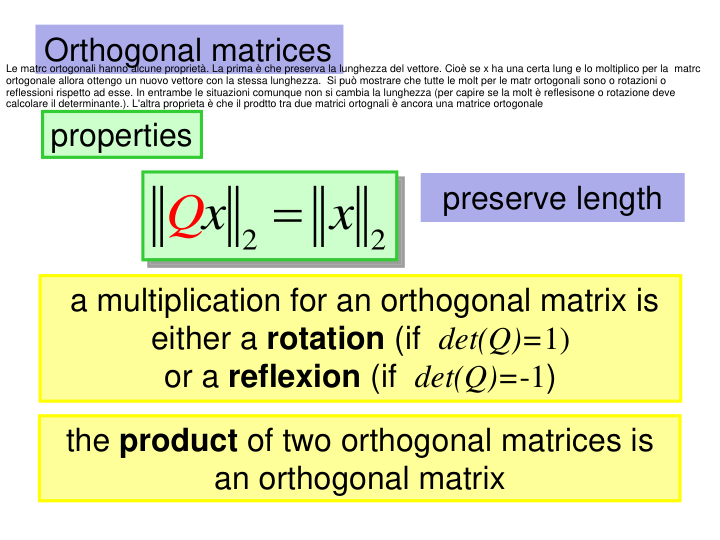 Orthogonal matrices
Le matrc ortogonali hanno alcune proprietà. La prima è che preserva la lunghezza del vettore. Cioè se x ha una certa lung e lo moltiplico per la  matrc
ortogonale allora ottengo un nuovo vettore con la stessa lunghezza.  Si può mostrare che tutte le molt per le matr ortogonali sono o rotazioni o
reflessioni rispetto ad esse. In entrambe le situazioni comunque non si cambia la lunghezza (per capire se la molt è reflesisone o rotazione deve
calcolare il determinante.). L'altra proprieta è che il prodtto tra due matrici ortognali è ancora una matrice ortogonale
properties
‖Qx‖₂ = ‖x‖₂
preserve length
a multiplication for an orthogonal matrix is
either a rotation (if det(Q)=1)
or a reflexion (if det(Q)=-1)
the product of two orthogonal matrices is
an orthogonal matrix